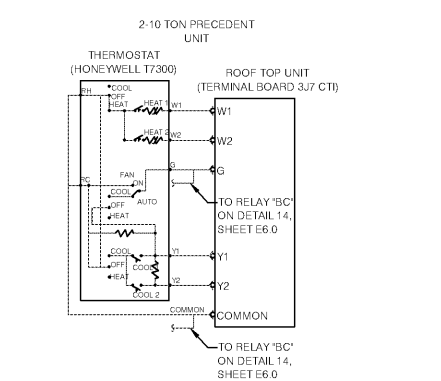 2-10 TON PRECEDENT
UNIT
THERMOSTAT
(HONEYWELL T7300)
ROOF TOP UNIT
(TERMINAL BOARD 3J7 CTI)
RH
COOL
OFF
HEAT
HEAT 1
W1
W1
HEAT 2
W2
W2
G
G
RC
FAN
ON
COOL
AUTO
OFF
HEAT
TO RELAY "BC"
ON DETAIL 14,
SHEET E6.0
COOL
Y1
Y1
OFF
COOL
HEAT
Y2
Y2
COOL 2
COMMON
COMMON
TO RELAY "BC"
ON DETAIL 14,
SHEET E6.0